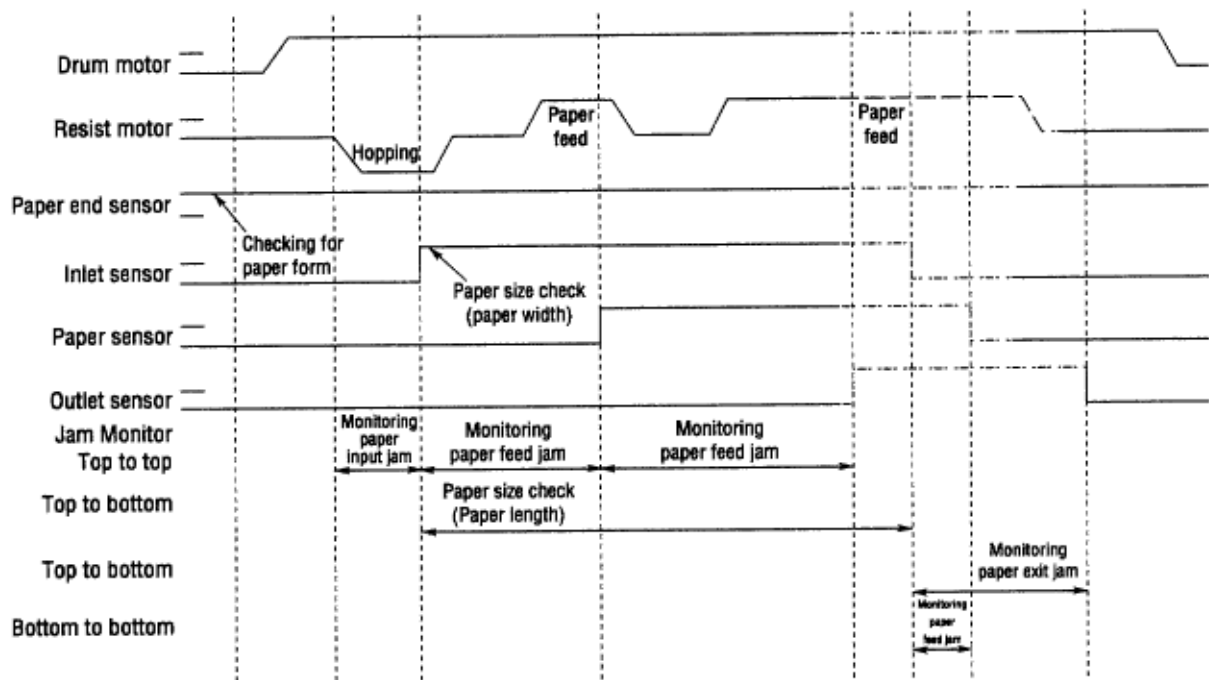 Drum motor
Resist motor
Hopping
Paper
feed
Paper
feed
Paper end sensor
Checking for
paper form
Inlet sensor
Paper size check
(paper width)
Paper sensor
Outlet sensor
Jam Monitor
Top to top
Monitoring
paper
input jam
Monitoring
paper feed jam
Monitoring
paper feed jam
Top to bottom
Paper size check
(Paper length)
Top to bottom
Monitoring
paper exit jam
Bottom to bottom
Monitoring
paper
feed jam